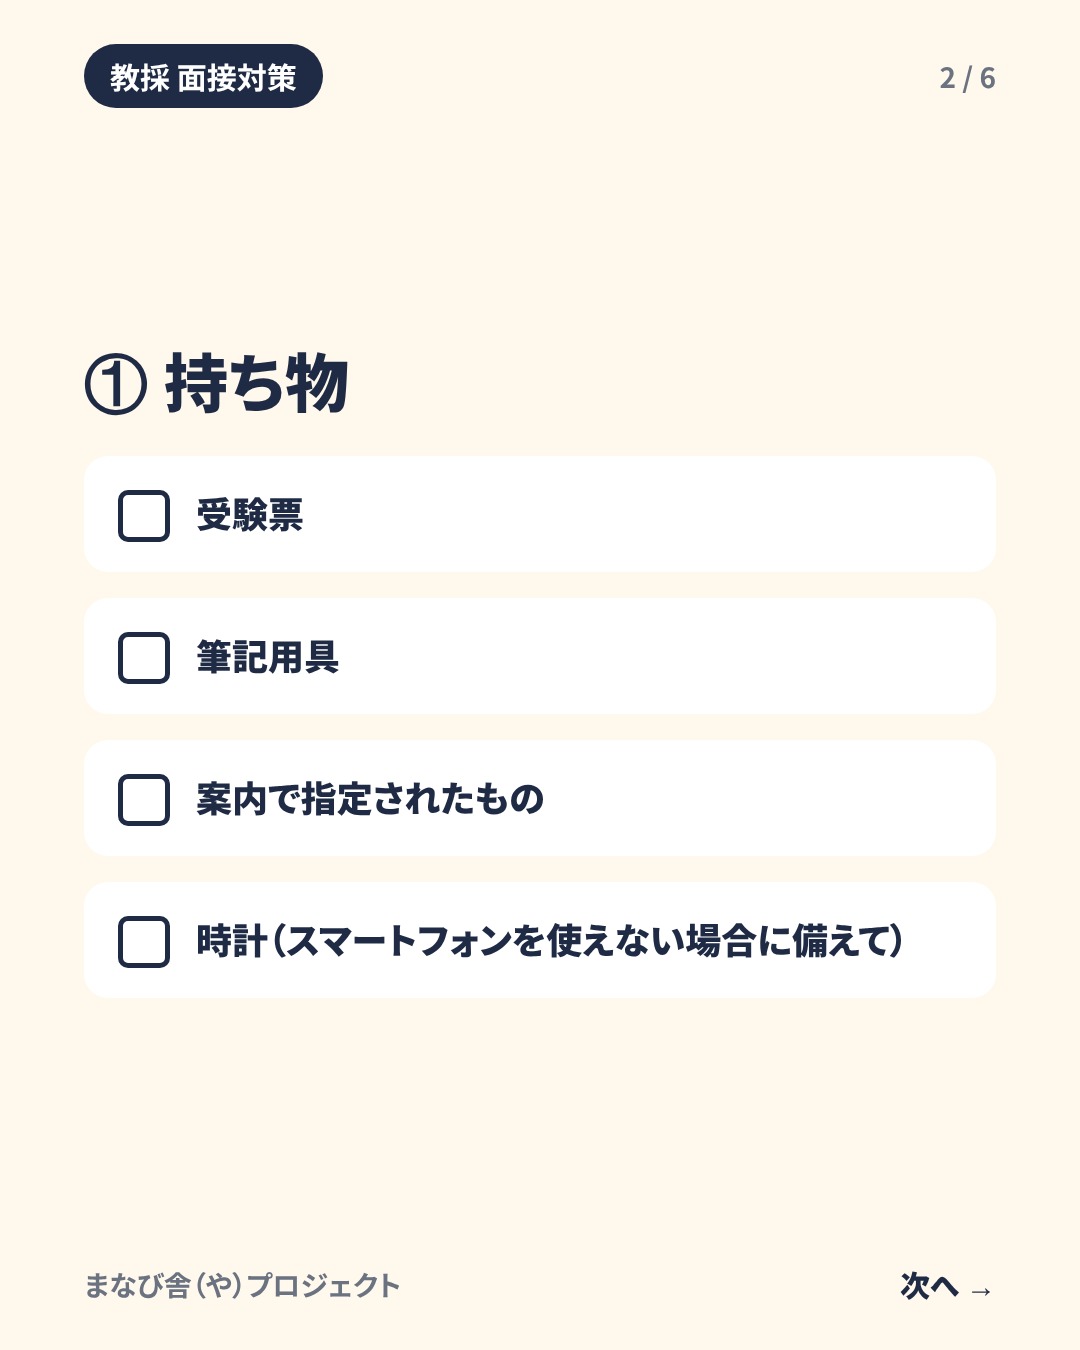 教採 面接対策
2 / 6
① 持ち物
受験票
筆記用具
案内で指定されたもの
時計（スマートフォンを使えない場合に備えて）
まなび舎（や）プロジェクト
次へ →